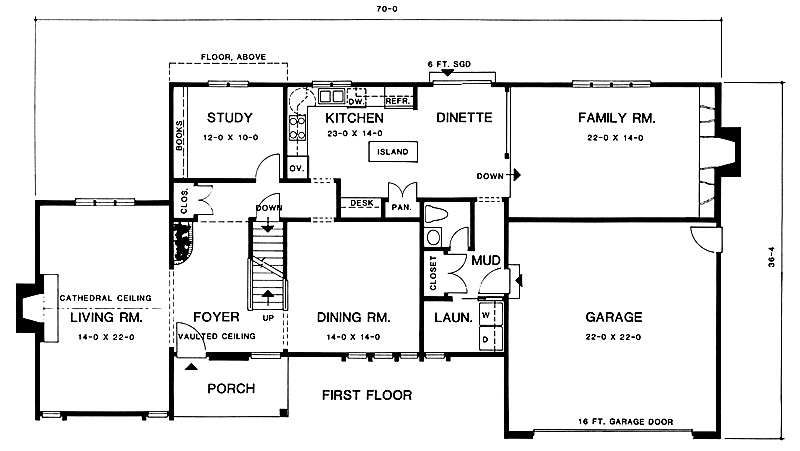 70-0
FLOOR, ABOVE
6 FT. SGD
BOOKS
STUDY
12-0 X 10-0
DW.
REFR.
KITCHEN
23-0 X 14-0
ISLAND
OV.
DINETTE
FAMILY RM.
22-0 X 14-0
DOWN
CLOS.
DOWN
DESK
PAN.
36-4
CATHEDRAL CEILING
LIVING RM.
14-0 X 22-0
FOYER
VAULTED CEILING
UP
DINING RM.
14-0 X 14-0
CLOSET
MUD
LAUN.
W
D
GARAGE
22-0 X 22-0
PORCH
FIRST FLOOR
16 FT. GARAGE DOOR